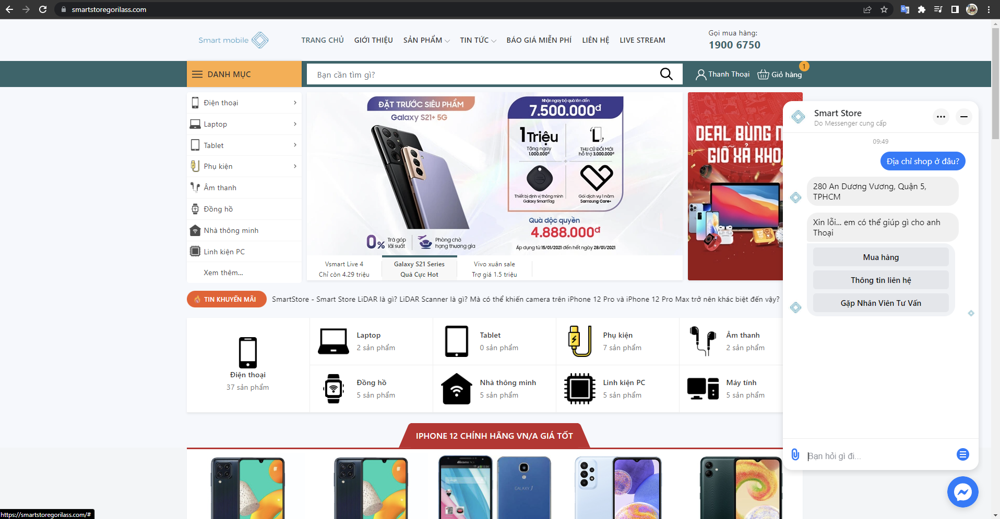 smartstoregorilass.com
Smart mobile
TRANG CHỦ
GIỚI THIỆU
SẢN PHẨM
TIN TỨC
BÁO GIÁ MIỄN PHÍ
LIÊN HỆ
LIVE STREAM
Gọi mua hàng:
1900 6750
DANH MỤC
Bạn cần tìm gì?
Thanh Thoại
Giỏ hàng
1
Điện thoại
Laptop
Tablet
Phụ kiện
Âm thanh
Đồng hồ
Nhà thông minh
Linh kiện PC
Xem thêm...
ĐẶT TRƯỚC SIÊU PHẨM
Galaxy S21+ 5G
0% Trả góp
lãi suất
Phòng chờ
hạng thương gia
Nhận ngay bộ quà lên đến
7.500.000đ
1 Triệu
Tặng ngay
1.000.000đ
THU CŨ ĐỔI MỚI
hỗ trợ 3.000.000đ
Thiết bị định vị thông minh
Galaxy SmartTag
Gói dịch vụ 1 năm
Samsung Care+
Quà độc quyền
4.888.000đ
Áp dụng từ 15/01/2021 đến hết ngày 28/01/2021
Vsmart Live 4
Chỉ còn 4.29 triệu
Galaxy S21 Series
Quà Cực Hot
Vivo xuân sale
Trợ giá 1.5 triệu
DEAL BÙNG
GIỜ XẢ KHO
TIN KHUYẾN MÃI
SmartStore - Smart Store LiDAR là gì? LiDAR Scanner là gì? Mà có thể khiến camera trên iPhone 12 Pro và iPhone 12 Pro Max trở nên khác biệt đến vậy?
Điện thoại
37 sản phẩm
Laptop
2 sản phẩm
Tablet
0 sản phẩm
Phụ kiện
7 sản phẩm
Âm thanh
2 sản phẩm
Đồng hồ
5 sản phẩm
Nhà thông minh
5 sản phẩm
Linh kiện PC
5 sản phẩm
Máy tính
5 sản phẩm
IPHONE 12 CHÍNH HÃNG VN/A GIÁ TỐT
docomo
Google
GALAXY J
Smart Store
Do Messenger cung cấp
09:49
Địa chỉ shop ở đâu?
280 An Dương Vương, Quận 5,
TPHCM
Xin lỗi... em có thể giúp gì cho anh
Thoại
Mua hàng
Thông tin liên hệ
Gặp Nhân Viên Tư Vấn
Bạn hỏi gì đi...
https://smartstoregorilass.com/#